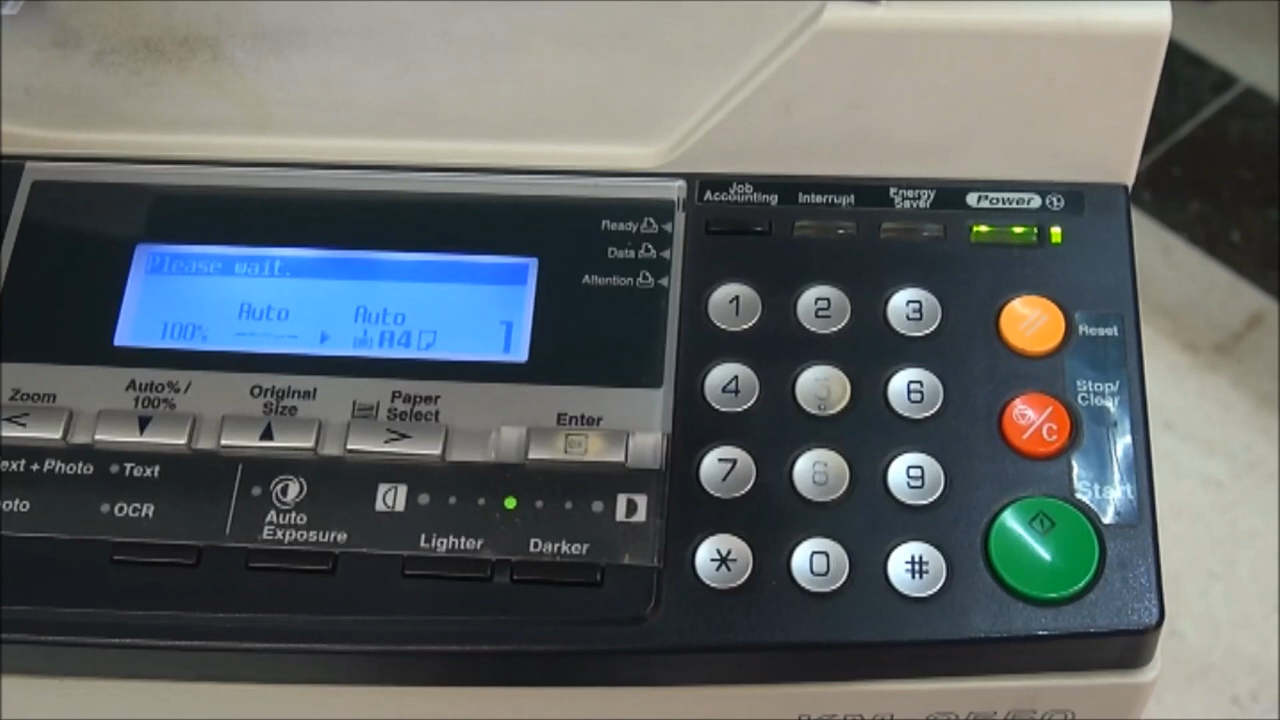 Job
Accounting
Interrupt
Energy
Saver
Power
Ready
Data
Attention
Please wait.
Auto Auto
100% A4 1
1 2 3
4 5 6
7 8 9
* 0 #
Reset
Stop/
Clear
/C
Start
Zoom
Auto% /
100%
Original
Size
Paper
Select
Enter
OK
ext + Photo
Text
oto
OCR
Auto
Exposure
Lighter
Darker